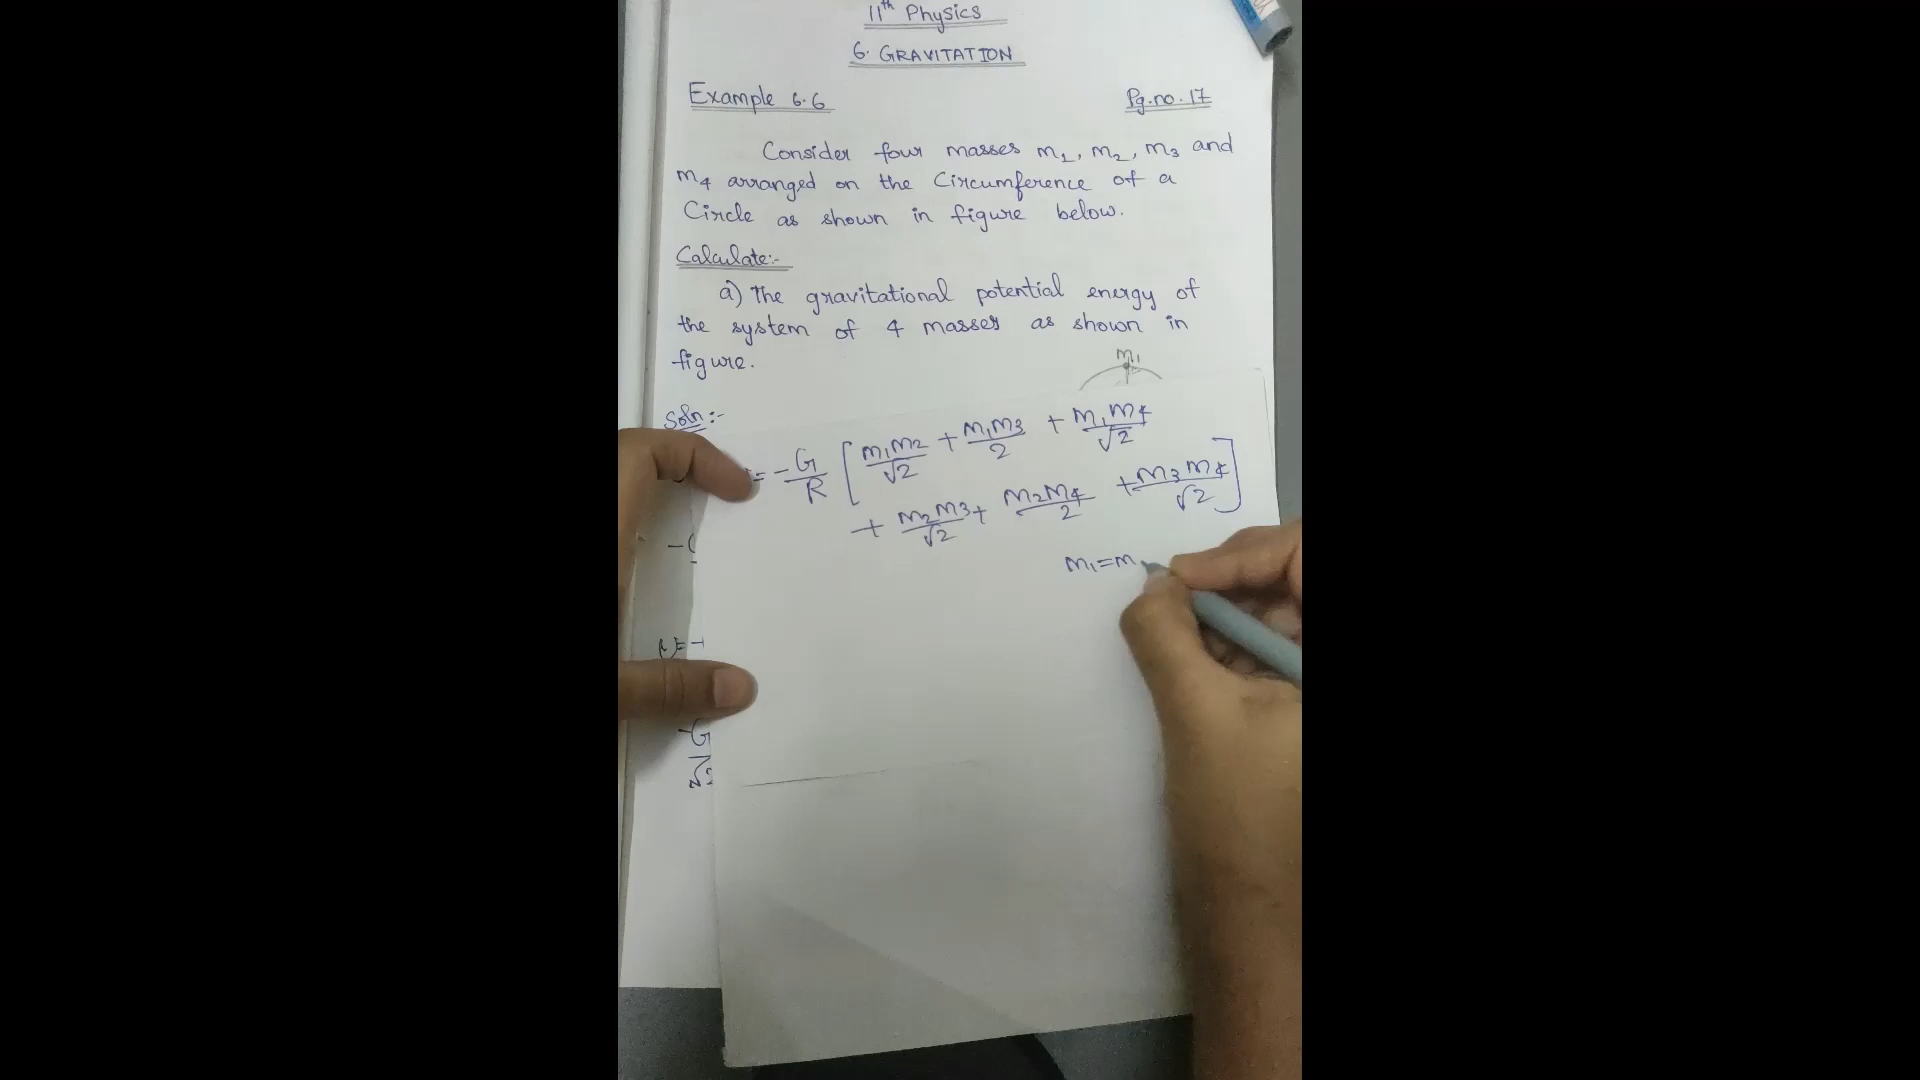 11th Physics
6. GRAVITATION
Example 6.6 Pg.no.17
Consider four masses m1, m2, m3 and
m4 arranged on the Circumference of a
Circle as shown in figure below.
Calculate:-
a) The gravitational potential energy of
the system of 4 masses as shown in
figure.
m1
Soln:-
= -G/R [m1m2/√2 + m1m3/2 + m1m4/√2
+ m2m3/√2 + m2m4/2 + m3m4/√2]
m1=m
-G